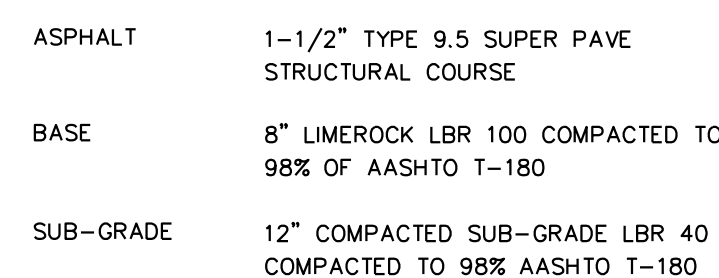 ASPHALT 1-1/2" TYPE 9.5 SUPER PAVE
STRUCTURAL COURSE
BASE 8" LIMEROCK LBR 100 COMPACTED TO
98% OF AASHTO T-180
SUB-GRADE 12" COMPACTED SUB-GRADE LBR 40
COMPACTED TO 98% AASHTO T-180